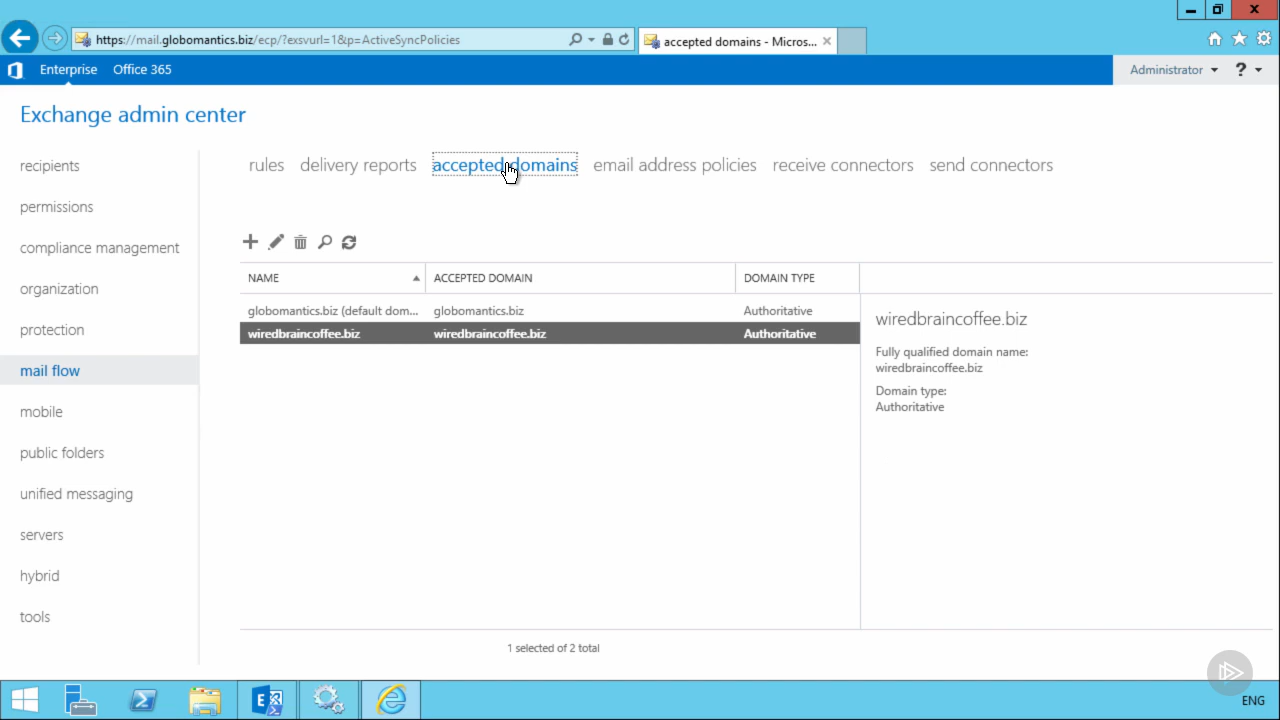 https://mail.globomantics.biz/ecp/?exsvurl=1&p=ActiveSyncPolicies
accepted domains - Micros...
Enterprise Office 365
Administrator ?
Exchange admin center
recipients
permissions
compliance management
organization
protection
mail flow
mobile
public folders
unified messaging
servers
hybrid
tools
rules delivery reports accepted domains email address policies receive connectors send connectors
NAME ACCEPTED DOMAIN DOMAIN TYPE
globomantics.biz (default dom... globomantics.biz Authoritative
wiredbraincoffee.biz wiredbraincoffee.biz Authoritative
wiredbraincoffee.biz
Fully qualified domain name:
wiredbraincoffee.biz
Domain type:
Authoritative
1 selected of 2 total
ENG